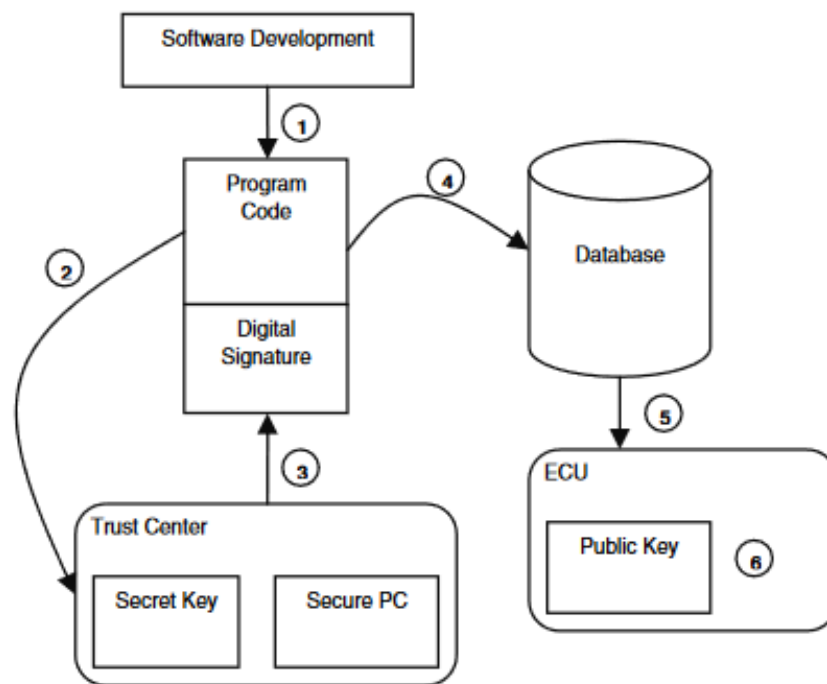 Software Development
1
Program
Code
4
2
Database
Digital
Signature
5
3
ECU
Trust Center
Public Key
6
Secret Key
Secure PC